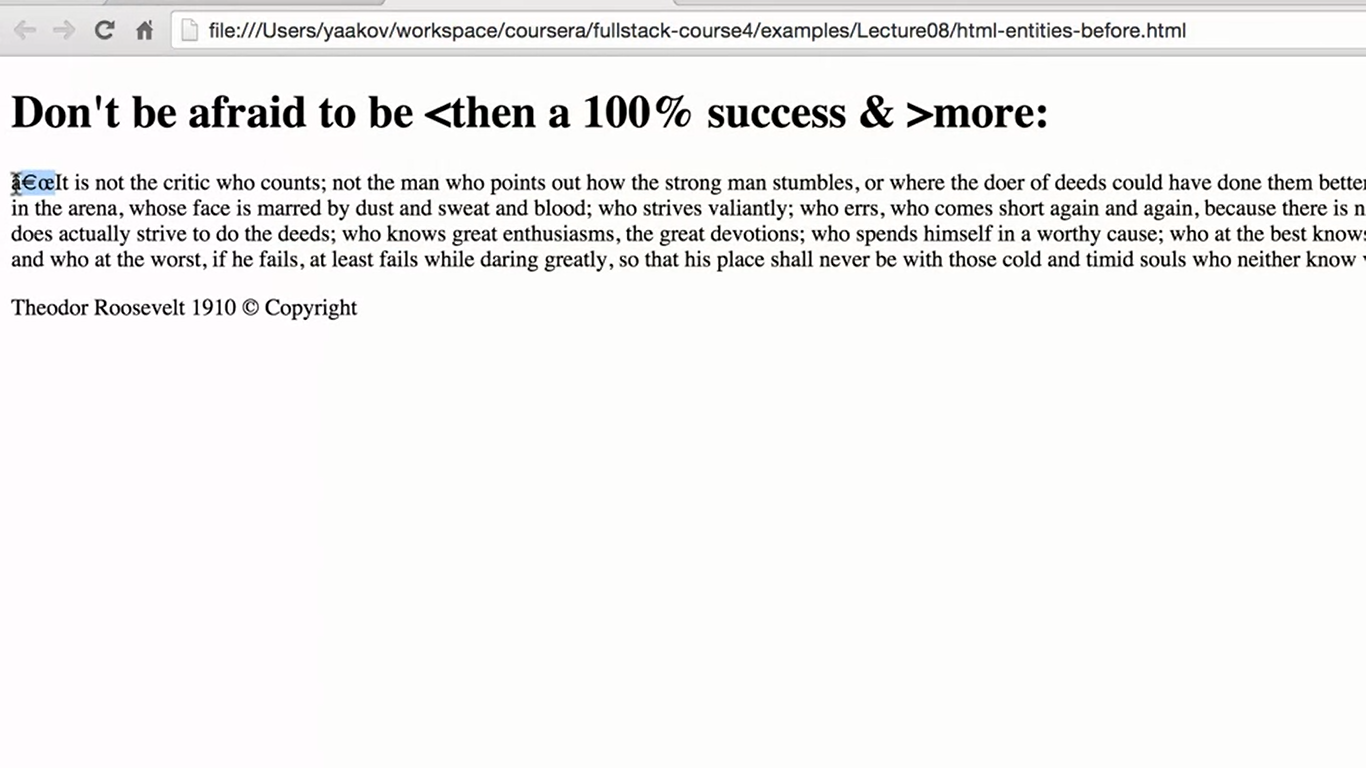 file:///Users/yaakov/workspace/coursera/fullstack-course4/examples/Lecture08/html-entities-before.html
Don't be afraid to be <then a 100% success & >more:
â€œIt is not the critic who counts; not the man who points out how the strong man stumbles, or where the doer of deeds could have done them better
in the arena, whose face is marred by dust and sweat and blood; who strives valiantly; who errs, who comes short again and again, because there is
does actually strive to do the deeds; who knows great enthusiasms, the great devotions; who spends himself in a worthy cause; who at the best knows
and who at the worst, if he fails, at least fails while daring greatly, so that his place shall never be with those cold and timid souls who neither know
Theodor Roosevelt 1910 © Copyright